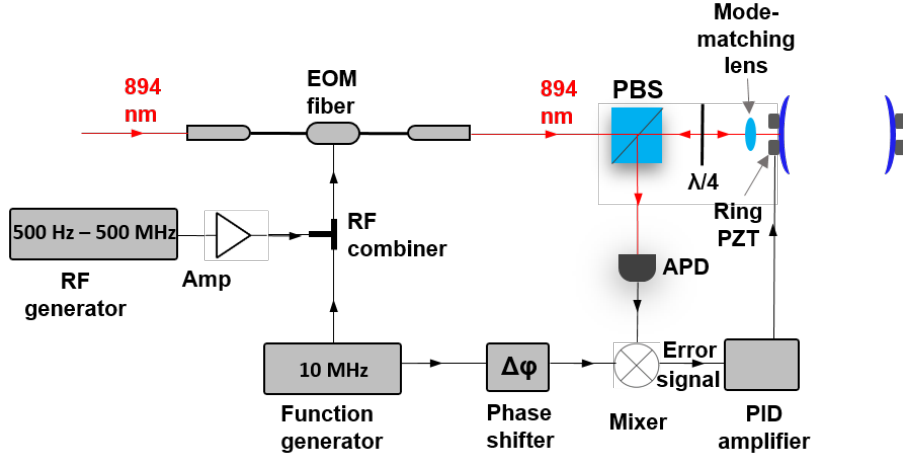 Mode-
matching
lens
EOM
fiber
894
nm
894
nm
PBS
λ/4
Ring
PZT
500 Hz – 500 MHz
RF
combiner
APD
Amp
RF
generator
Error
signal
10 MHz
Δφ
Function
generator
Phase
shifter
Mixer
PID
amplifier